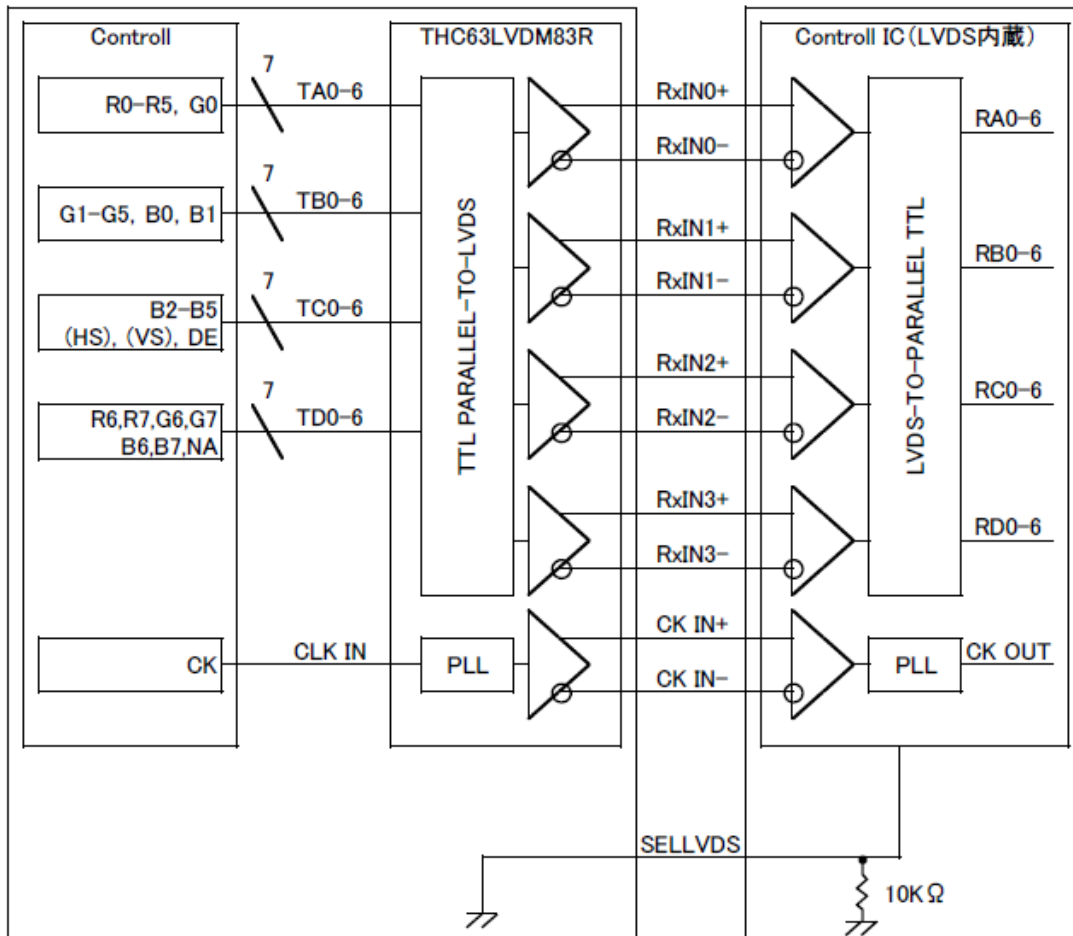 Controll
THC63LVDM83R
Controll IC(LVDS内蔵)
7
R0-R5, G0
TA0-6
RxIN0+
RxIN0-
RA0-6
7
G1-G5, B0, B1
TB0-6
RxIN1+
RxIN1-
RB0-6
7
B2-B5
(HS), (VS), DE
TC0-6
RxIN2+
RxIN2-
RC0-6
7
R6,R7,G6,G7
B6,B7,NA
TD0-6
RxIN3+
RxIN3-
RD0-6
TTL PARALLEL-TO-LVDS
LVDS-TO-PARALLEL TTL
CK
CLK IN
PLL
CK IN+
CK IN-
PLL
CK OUT
SELLVDS
10KΩ